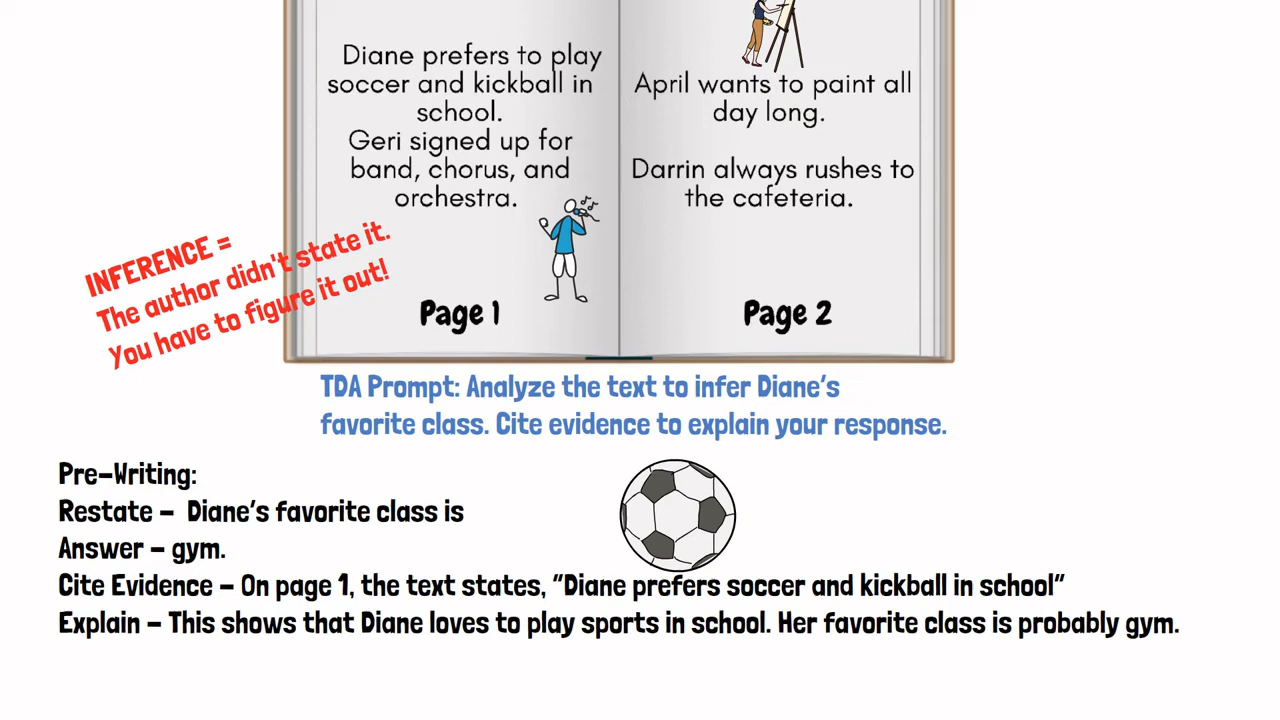 Diane prefers to play
soccer and kickball in
school.
Geri signed up for
band, chorus, and
orchestra.
Page 1
April wants to paint all
day long.
Darrin always rushes to
the cafeteria.
Page 2
INFERENCE =
The author didn't state it.
You have to figure it out!
TDA Prompt: Analyze the text to infer Diane's
favorite class. Cite evidence to explain your response.
Pre-Writing:
Restate - Diane's favorite class is
Answer - gym.
Cite Evidence - On page 1, the text states, "Diane prefers soccer and kickball in school"
Explain - This shows that Diane loves to play sports in school. Her favorite class is probably gym.